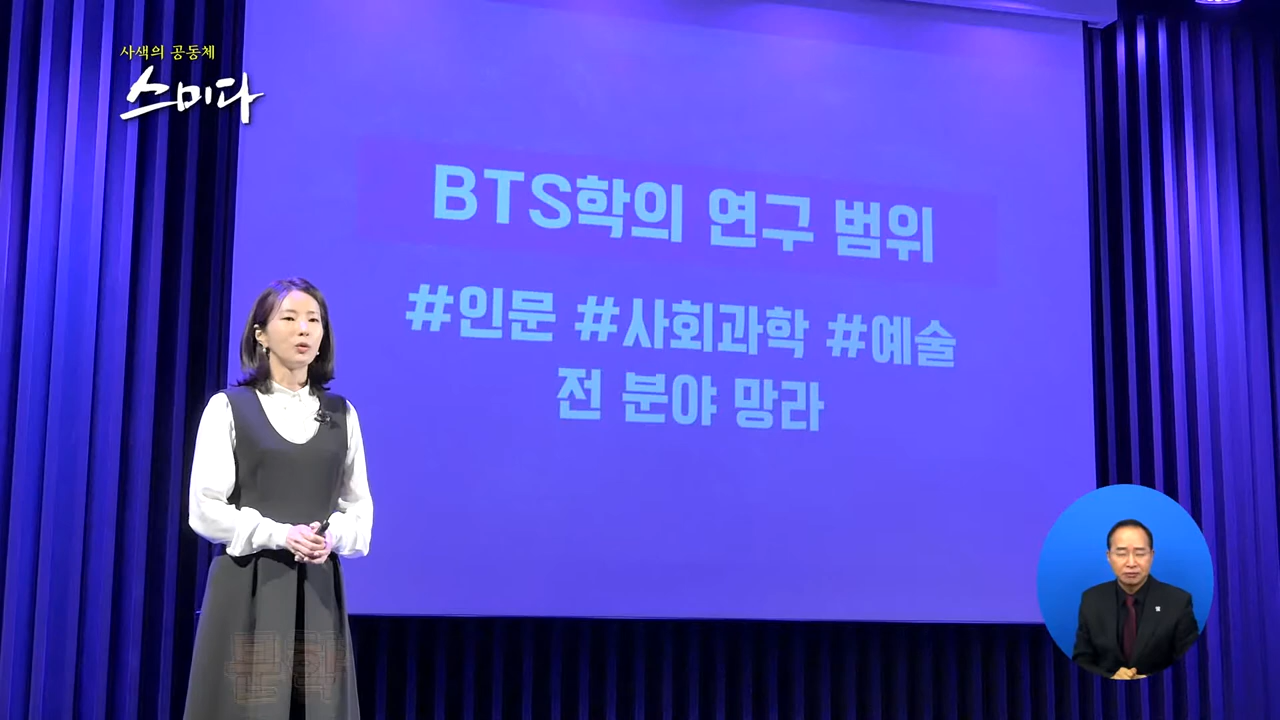 사색의 공동체
스미다
BTS학의 연구 범위
#인문 #사회과학 #예술
전 분야 망라